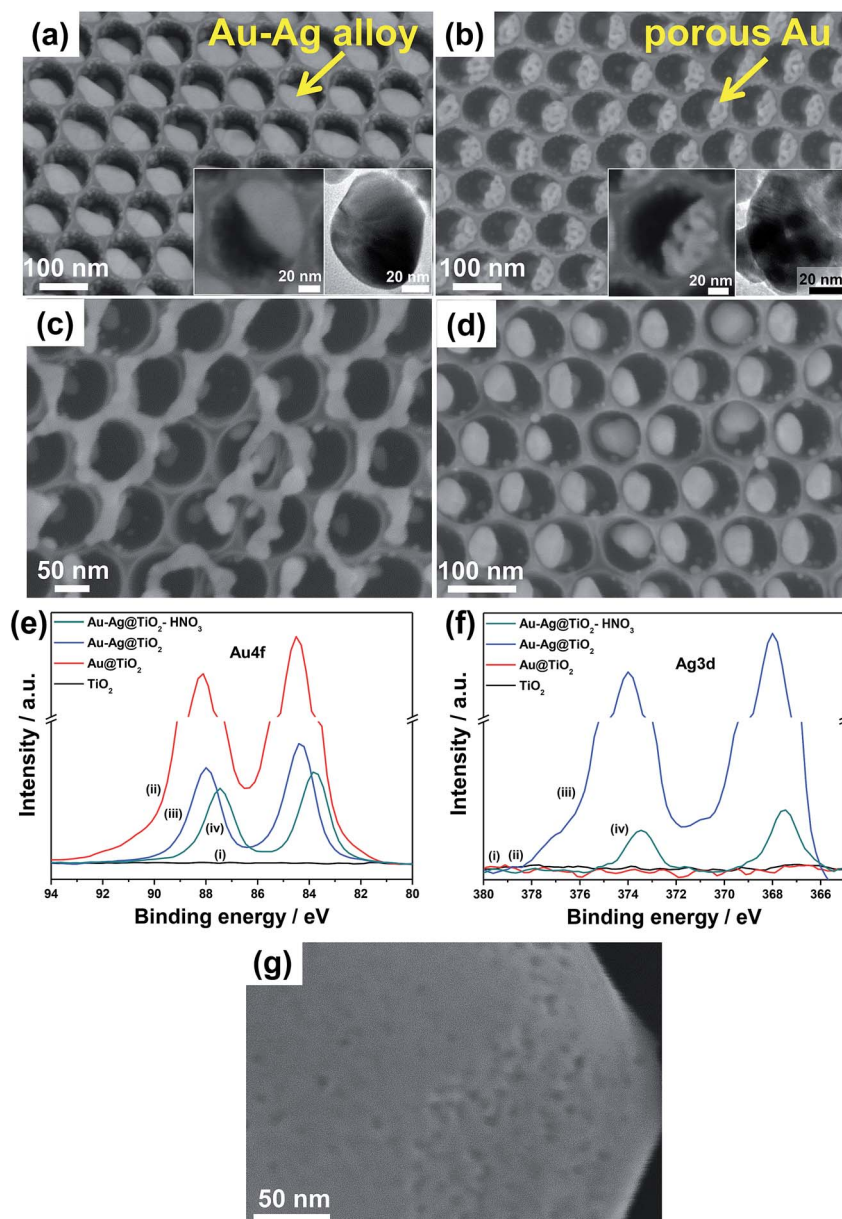 (a)
Au-Ag alloy
100 nm
20 nm
20 nm
(b)
porous Au
100 nm
20 nm
20 nm
(c)
50 nm
(d)
100 nm
(e)
Au-Ag@TiO₂- HNO₃
Au-Ag@TiO₂
Au@TiO₂
TiO₂
Au4f
Intensity / a.u.
(ii)
(iii)
(iv)
(i)
94 92 90 88 86 84 82 80
Binding energy / eV
(f)
Au-Ag@TiO₂- HNO₃
Au-Ag@TiO₂
Au@TiO₂
TiO₂
Ag3d
Intensity / a.u.
(iii)
(iv)
(i) (ii)
380 378 376 374 372 370 368 366
Binding energy / eV
(g)
50 nm